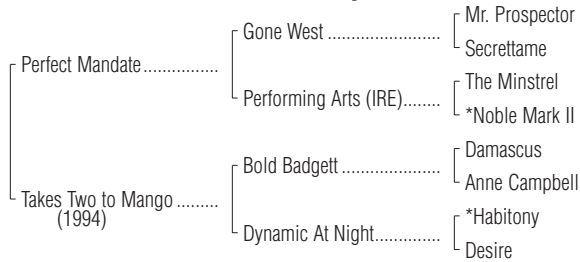 Mr. Prospector
Gone West ....................
Secrettame
Perfect Mandate..............
The Minstrel
Performing Arts (IRE)........
*Noble Mark II
Damascus
Bold Badgett ..................
Anne Campbell
Takes Two to Mango ........
(1994)
*Habitony
Dynamic At Night.............
Desire